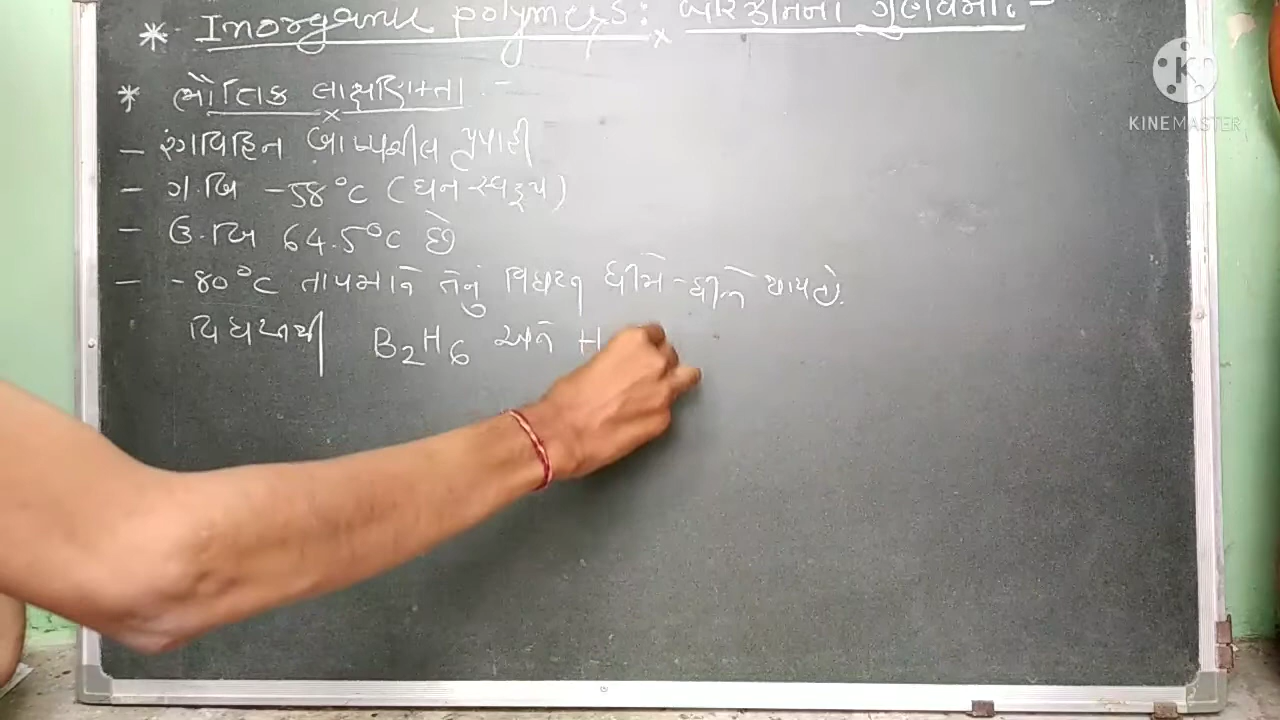 * Inorganic polymers: બોરેઝીનના ગુણધર્મો :-
* ભૌતિક લાક્ષણિકતા :-
- રંગવિહિન બાષ્પશીલ પ્રવાહી
- ગ.બિ -58°C (ઘન સ્વરૂપ)
- ઉ.બિ 64.5°C છે
- -80°C તાપમાને તેનું વિઘટન ધીમે-ધીમે થાય છે.
વિઘટનથી B2H6 અને H
KINEMASTER